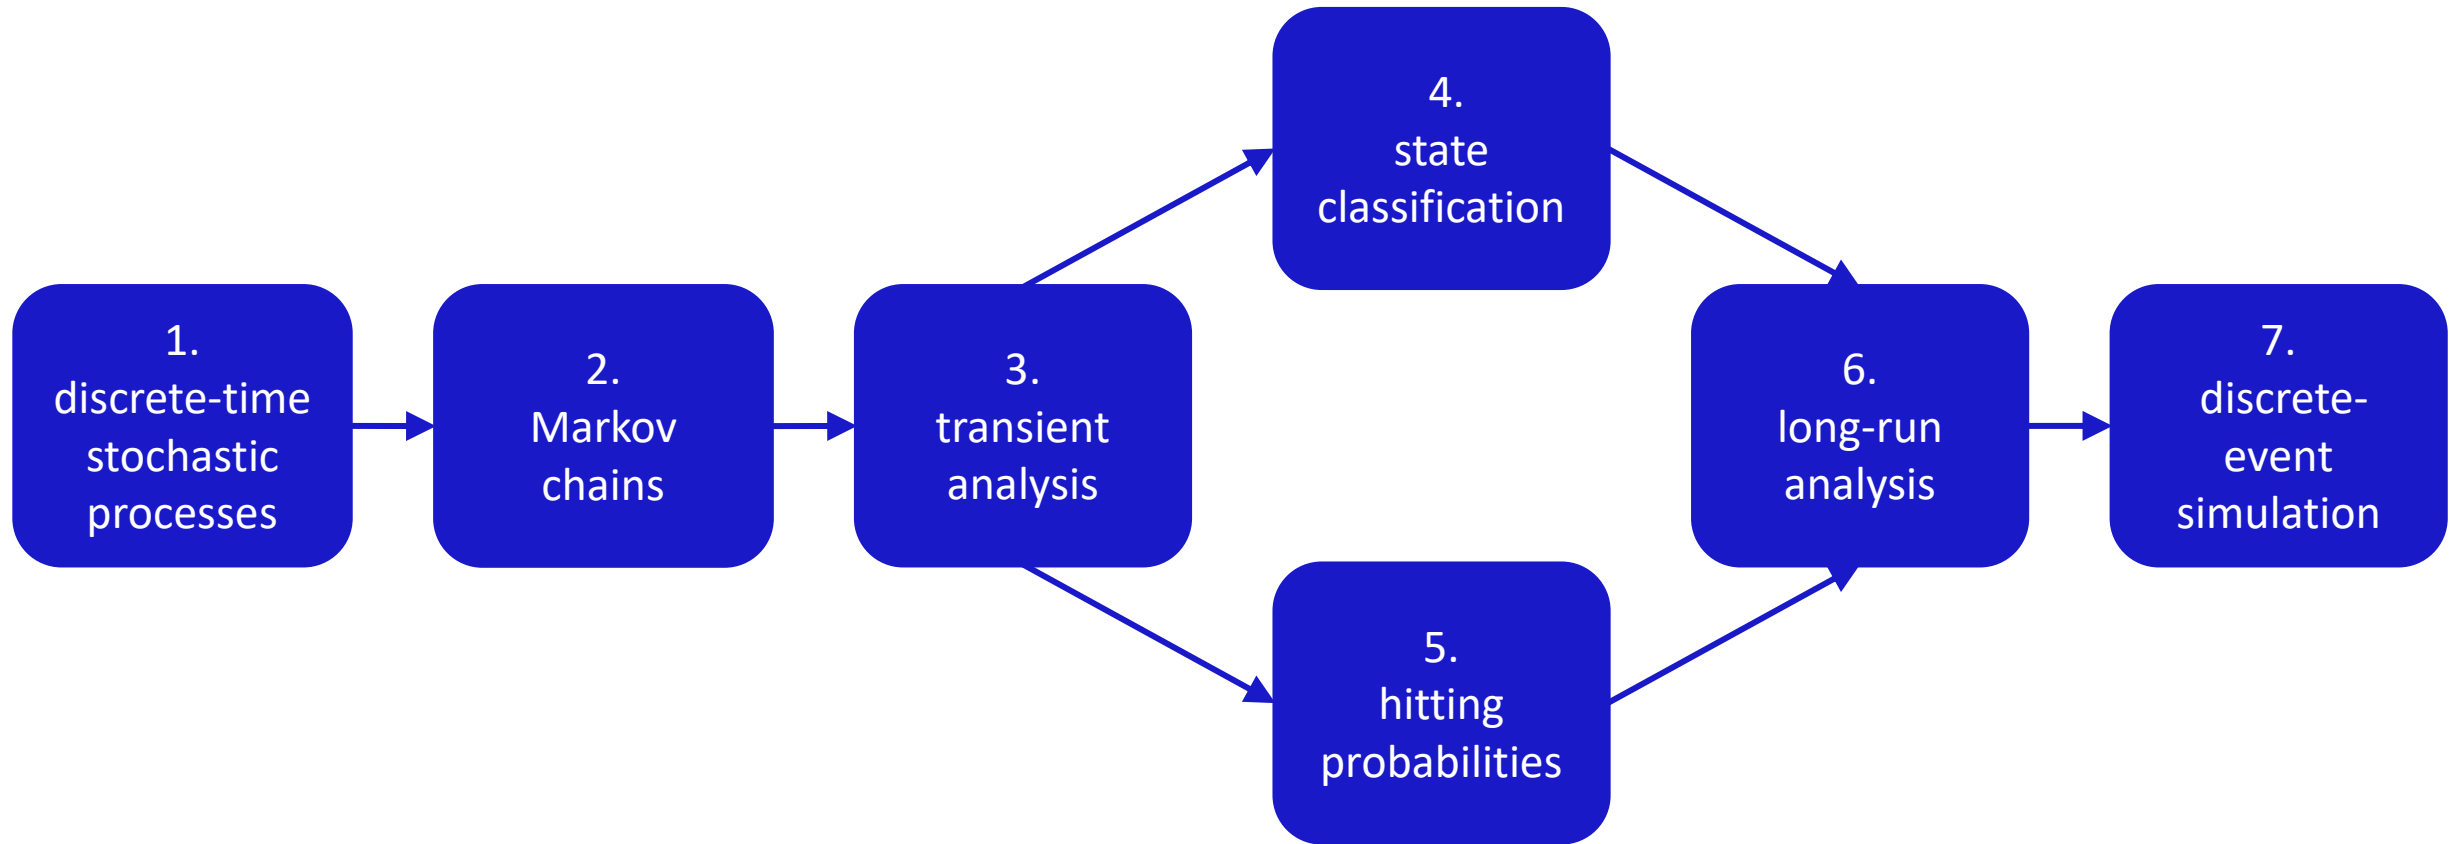 1.
discrete-time
stochastic
processes
2.
Markov
chains
3.
transient
analysis
4.
state
classification
5.
hitting
probabilities
6.
long-run
analysis
7.
discrete-
event
simulation